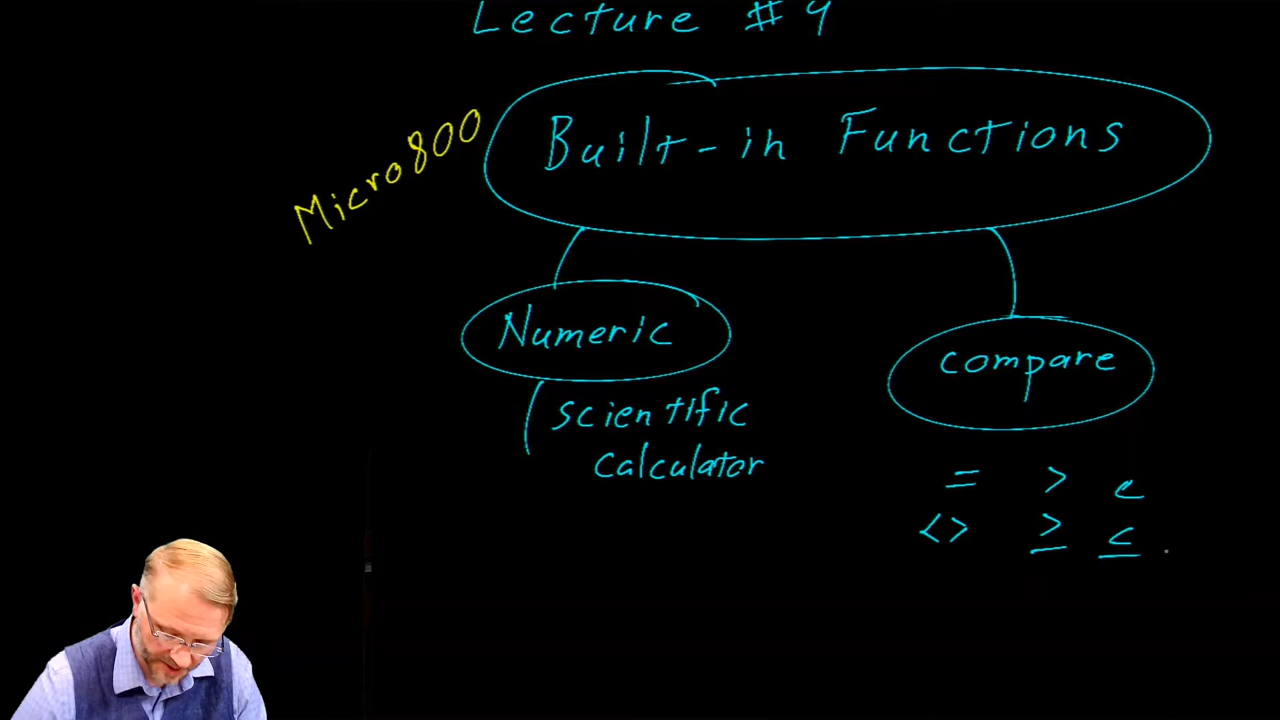 Lecture #9
Micro800
Built-in Functions
Numeric
compare
scientific
calculator
= > <
<> ≥ ≤